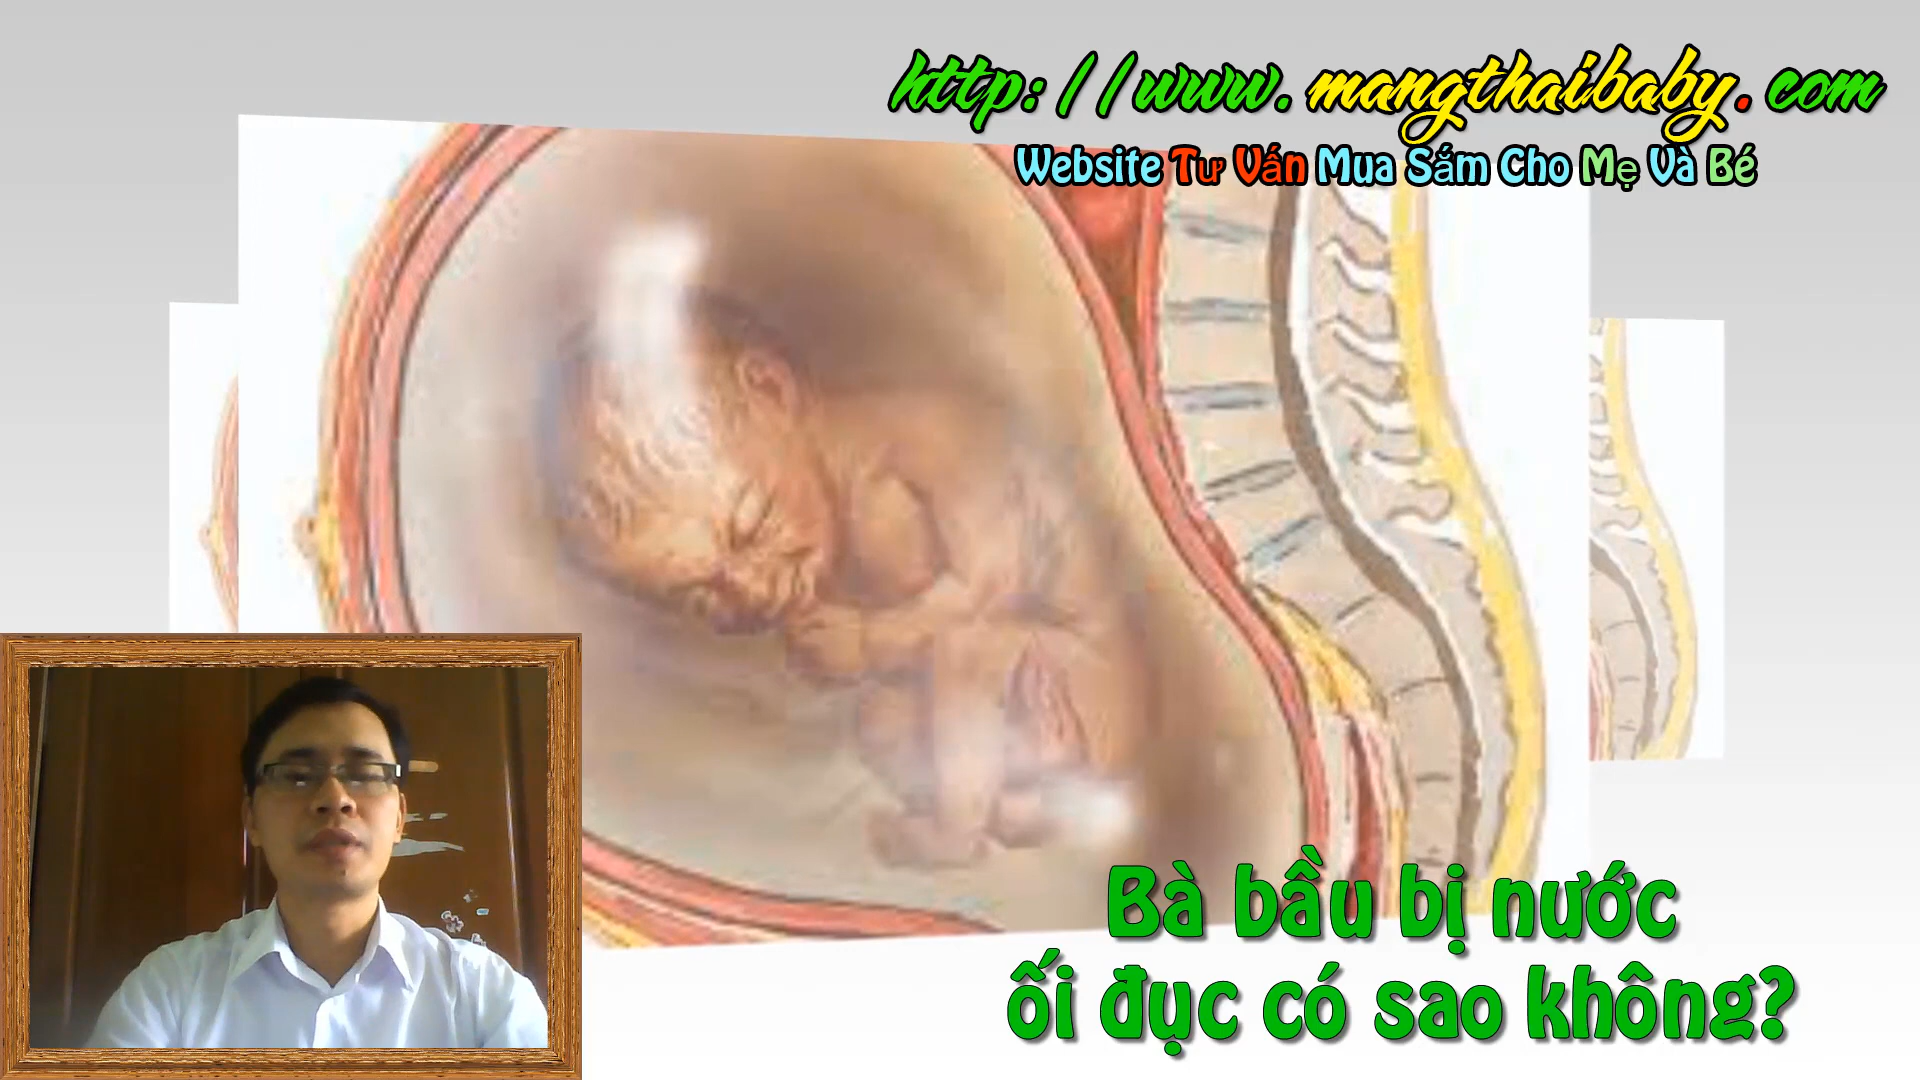 http://www.mangthaibaby.com
Website Tư Vấn Mua Sắm Cho Mẹ Và Bé
Bà bầu bị nước
ối đục có sao không?